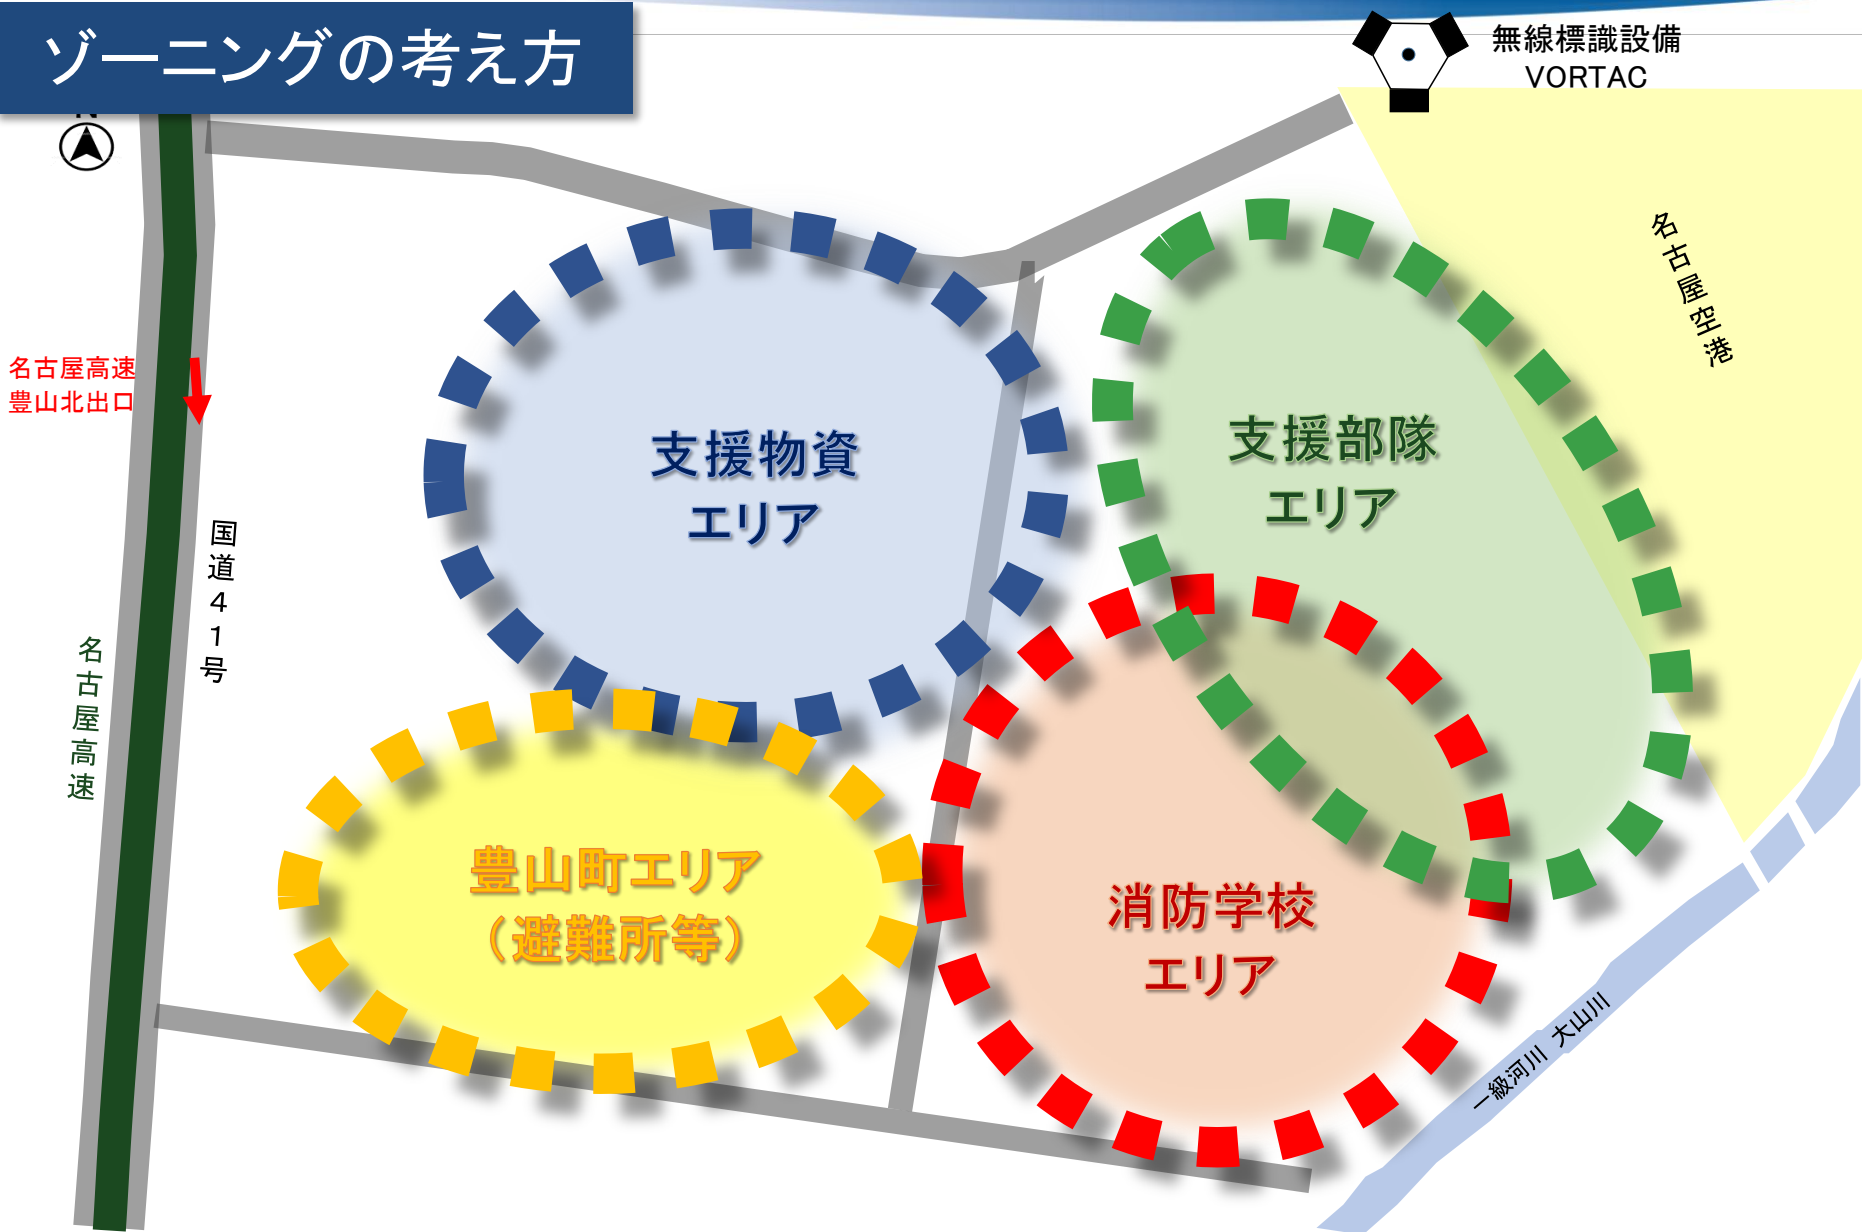 ゾーニングの考え方
無線標識設備
VORTAC
N
名古屋空港
名古屋高速
豊山北出口
国道41号
名古屋高速
支援物資
エリア
支援部隊
エリア
豊山町エリア
（避難所等）
消防学校
エリア
一級河川 大山川